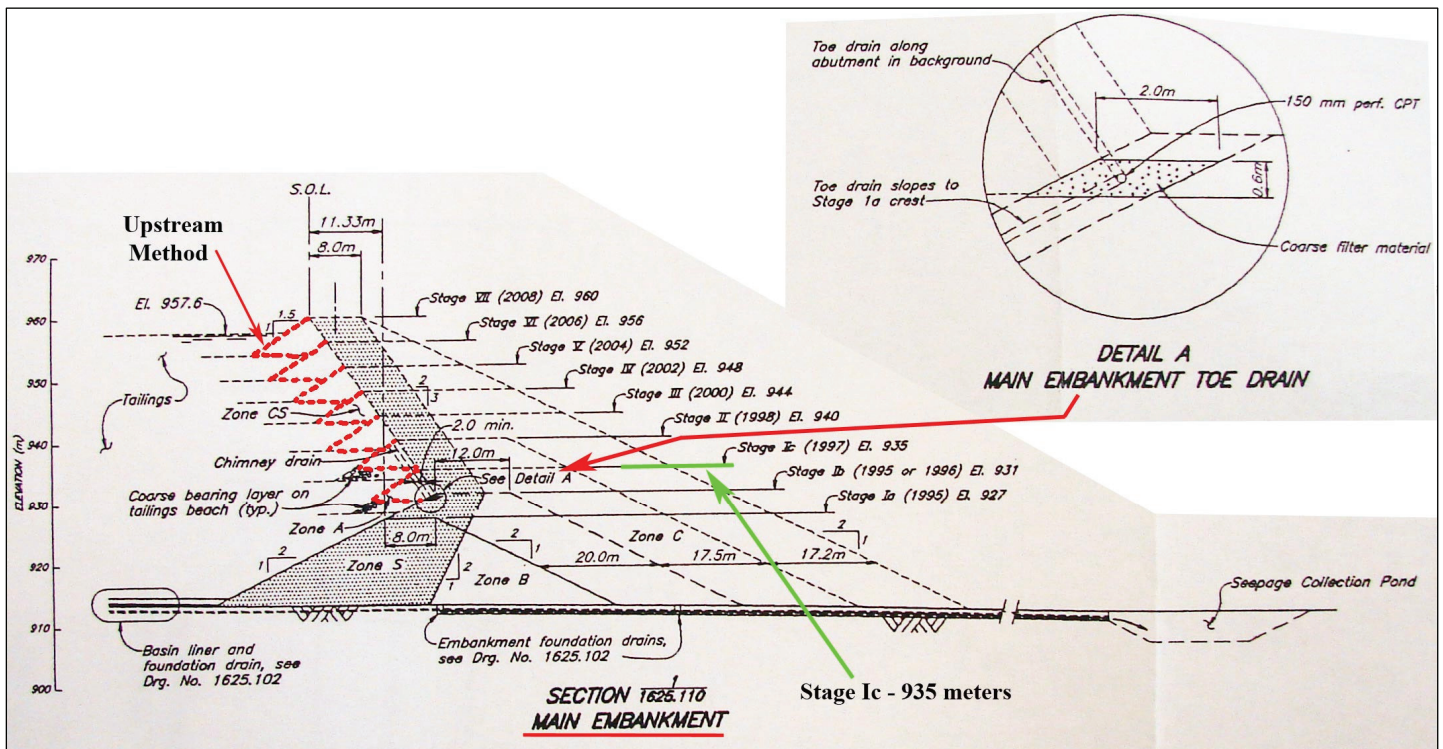 Toe drain along
abutment in background
2.0m
150 mm perf. CPT
Toe drain slopes to
Stage 1a crest
0.6m
Coarse filter material
DETAIL A
MAIN EMBANKMENT TOE DRAIN
S.O.L.
11.33m
8.0m
Upstream
Method
970
960
950
940
930
920
910
900
ELEVATION (m)
El. 957.6
1.5
1
Stage VII (2008) El. 960
Stage VI (2006) El. 956
Stage V (2004) El. 952
Stage IV (2002) El. 948
Stage III (2000) El. 944
Stage II (1998) El. 940
Stage Ic (1997) El. 935
Stage Ib (1995 or 1996) El. 931
Stage Ia (1995) El. 927
Tailings
Zone CS
2
3
2.0 min.
Chimney drain
12.0m
See Detail A
Coarse bearing layer on
tailings beach (typ.)
Zone A
8.0m
2
1
Zone S
2
1
Zone B
2
1
Zone C
20.0m
17.5m
17.2m
2
1
Seepage Collection Pond
Basin liner and
foundation drain, see
Drg. No. 1625.102
Embankment foundation drains,
see Drg. No. 1625.102
SECTION 1
1625.110
MAIN EMBANKMENT
Stage Ic - 935 meters